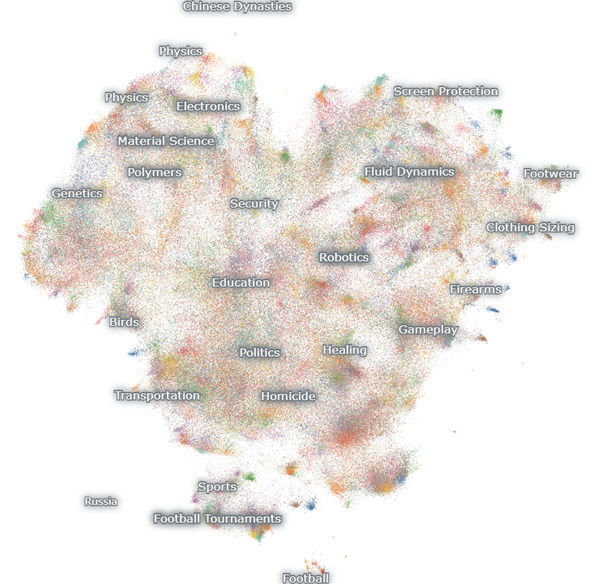 Chinese Dynasties
Physics
Screen Protection
Physics
Electronics
Material Science
Polymers
Fluid Dynamics
Footwear
Genetics
Security
Clothing Sizing
Robotics
Education
Firearms
Birds
Gameplay
Politics
Healing
Transportation
Homicide
Sports
Russia
Football Tournaments
Football